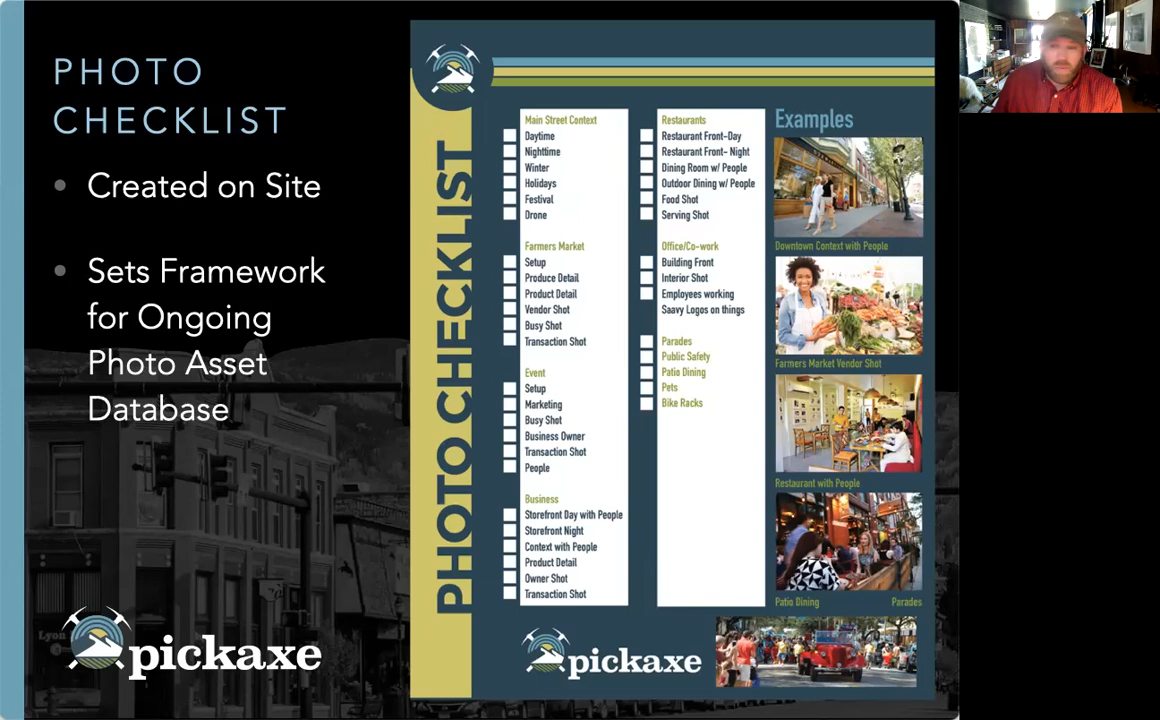 PHOTO
CHECKLIST
Created on Site
Sets Framework
for Ongoing
Photo Asset
Database
Lyon
pickaxe
PHOTO CHECKLIST
Main Street Context
Daytime
Nighttime
Winter
Holidays
Festival
Drone
Farmers Market
Setup
Produce Detail
Product Detail
Vendor Shot
Busy Shot
Transaction Shot
Event
Setup
Marketing
Busy Shot
Business Owner
Transaction Shot
People
Business
Storefront Day with People
Storefront Night
Context with People
Product Detail
Owner Shot
Transaction Shot
Restaurants
Restaurant Front-Day
Restaurant Front- Night
Dining Room w/ People
Outdoor Dining w/ People
Food Shot
Serving Shot
Office/Co-work
Building Front
Interior Shot
Employees working
Saavy Logos on things
Parades
Public Safety
Patio Dining
Pets
Bike Racks
Examples
Downtown Context with People
Farmers Market Vendor Shot
Restaurant with People
Patio Dining
Parades
pickaxe